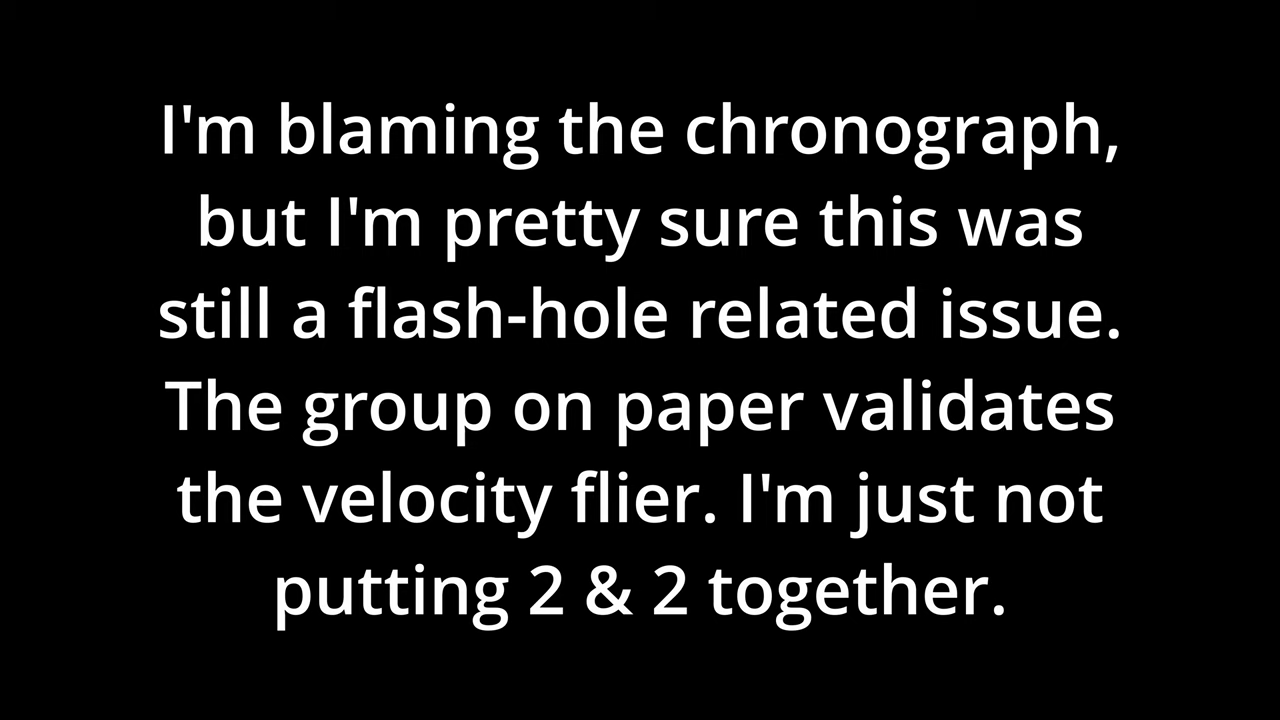 I'm blaming the chronograph,
but I'm pretty sure this was
still a flash-hole related issue.
The group on paper validates
the velocity flier. I'm just not
putting 2 & 2 together.